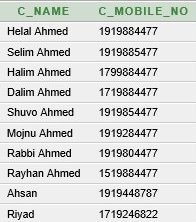 C_NAME C_MOBILE_NO
Helal Ahmed 1919884477
Selim Ahmed 1919885477
Halim Ahmed 1799884477
Dalim Ahmed 1719884477
Shuvo Ahmed 1919854477
Mojnu Ahmed 1919284477
Rabbi Ahmed 1919804477
Rayhan Ahmed 1519884477
Ahsan 1919448787
Riyad 1719246822